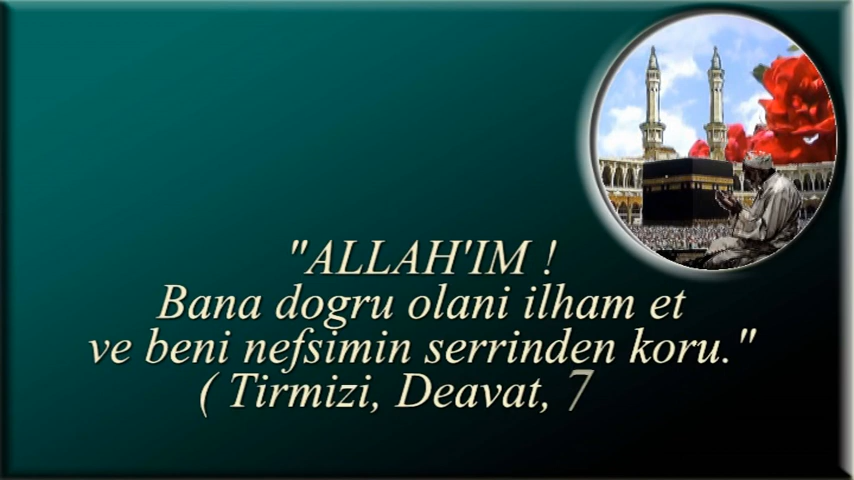 "ALLAH'IM !
Bana dogru olani ilham et
ve beni nefsimin serrinden koru."
( Tirmizi, Deavat, 7